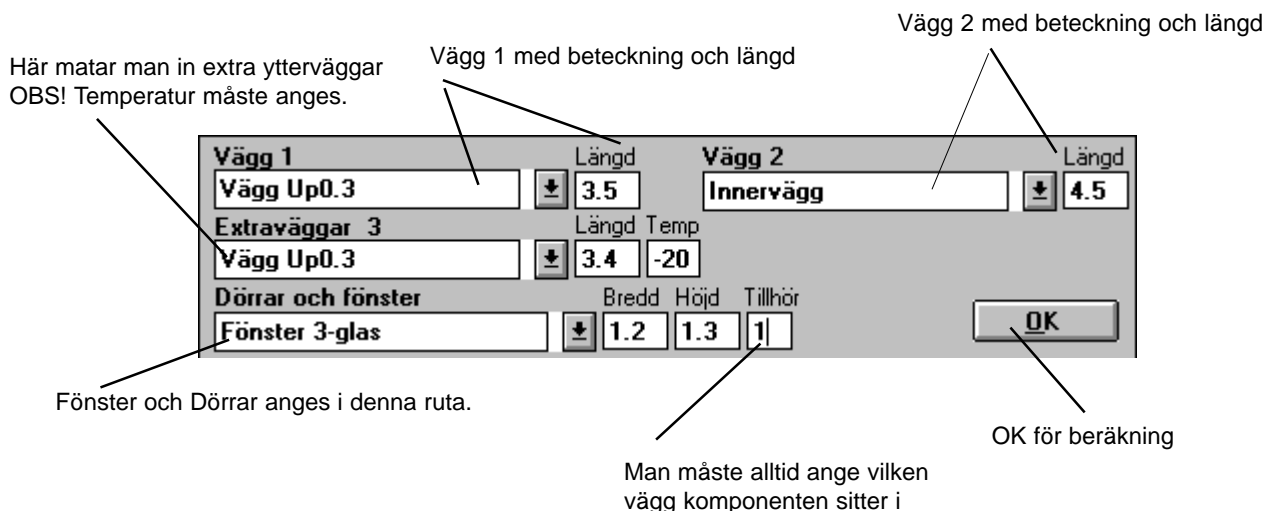 Vägg 2 med beteckning och längd
Vägg 1 med beteckning och längd
Här matar man in extra ytterväggar
OBS! Temperatur måste anges.
Vägg 1 Längd Vägg 2 Längd
Vägg Up0.3 3.5 Innervägg 4.5
Extraväggar 3 Längd Temp
Vägg Up0.3 3.4 -20
Dörrar och fönster Bredd Höjd Tillhör
Fönster 3-glas 1.2 1.3 1 OK
Fönster och Dörrar anges i denna ruta.
OK för beräkning
Man måste alltid ange vilken
vägg komponenten sitter i